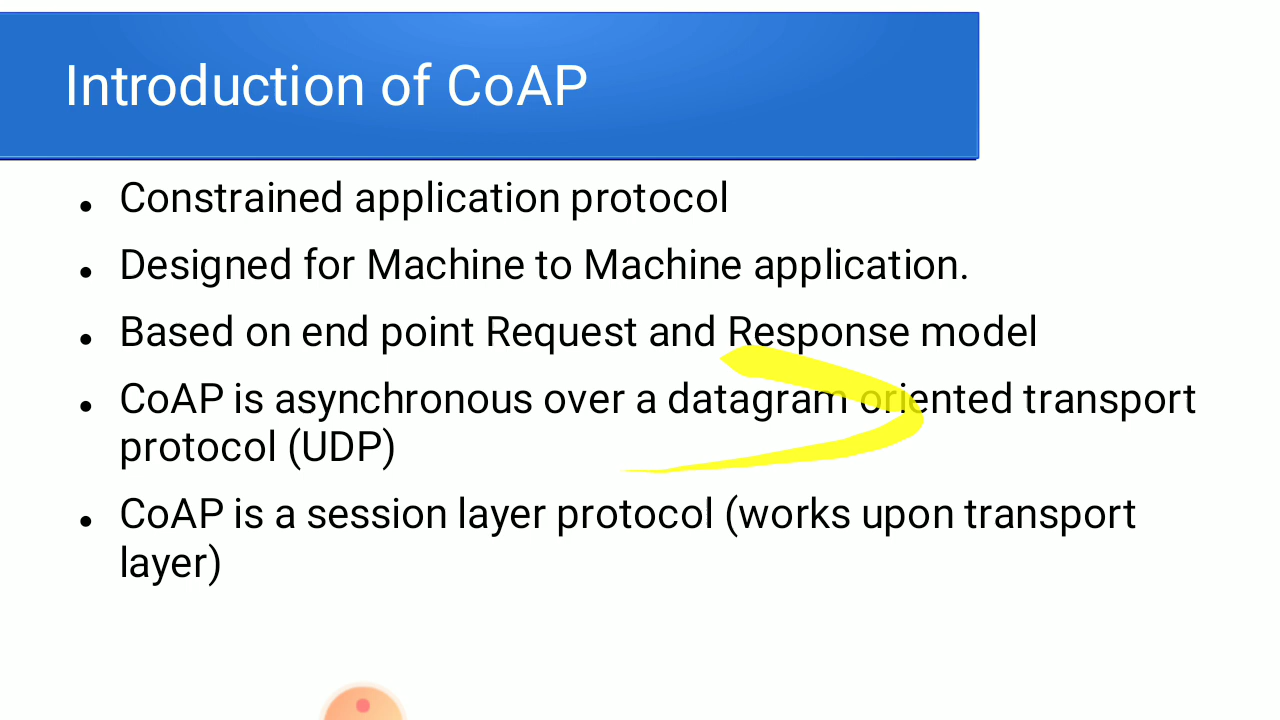 Introduction of CoAP
Constrained application protocol
Designed for Machine to Machine application.
Based on end point Request and Response model
CoAP is asynchronous over a datagram oriented transport
protocol (UDP)
CoAP is a session layer protocol (works upon transport
layer)